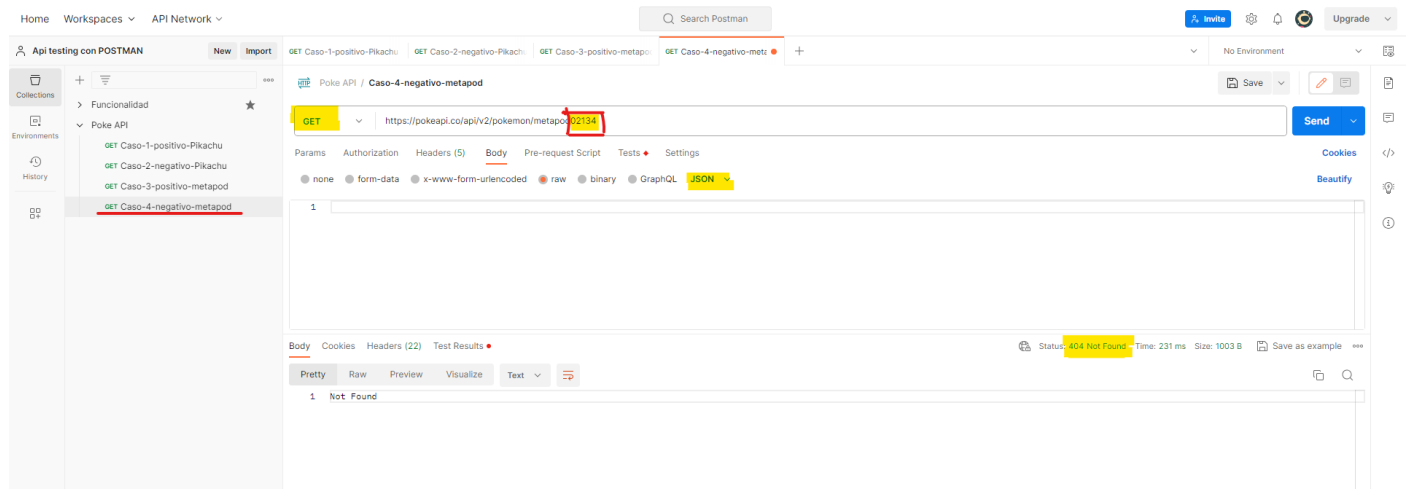 Home Workspaces API Network Search Postman Invite Upgrade
Api testing con POSTMAN New Import GET Caso-1-positivo-Pikachu GET Caso-2-negativo-Pikach GET Caso-3-positivo-metapo GET Caso-4-negativo-meta No Environment
Collections
Environments
History
Funcionalidad
Poke API
GET Caso-1-positivo-Pikachu
GET Caso-2-negativo-Pikachu
GET Caso-3-positivo-metapod
GET Caso-4-negativo-metapod
HTTP Poke API / Caso-4-negativo-metapod Save
GET https://pokeapi.co/api/v2/pokemon/metapod02134 Send
Params Authorization Headers (5) Body Pre-request Script Tests Settings Cookies
none form-data x-www-form-urlencoded raw binary GraphQL JSON Beautify
1
Body Cookies Headers (22) Test Results Status: 404 Not Found Time: 231 ms Size: 1003 B Save as example
Pretty Raw Preview Visualize Text
1 Not Found